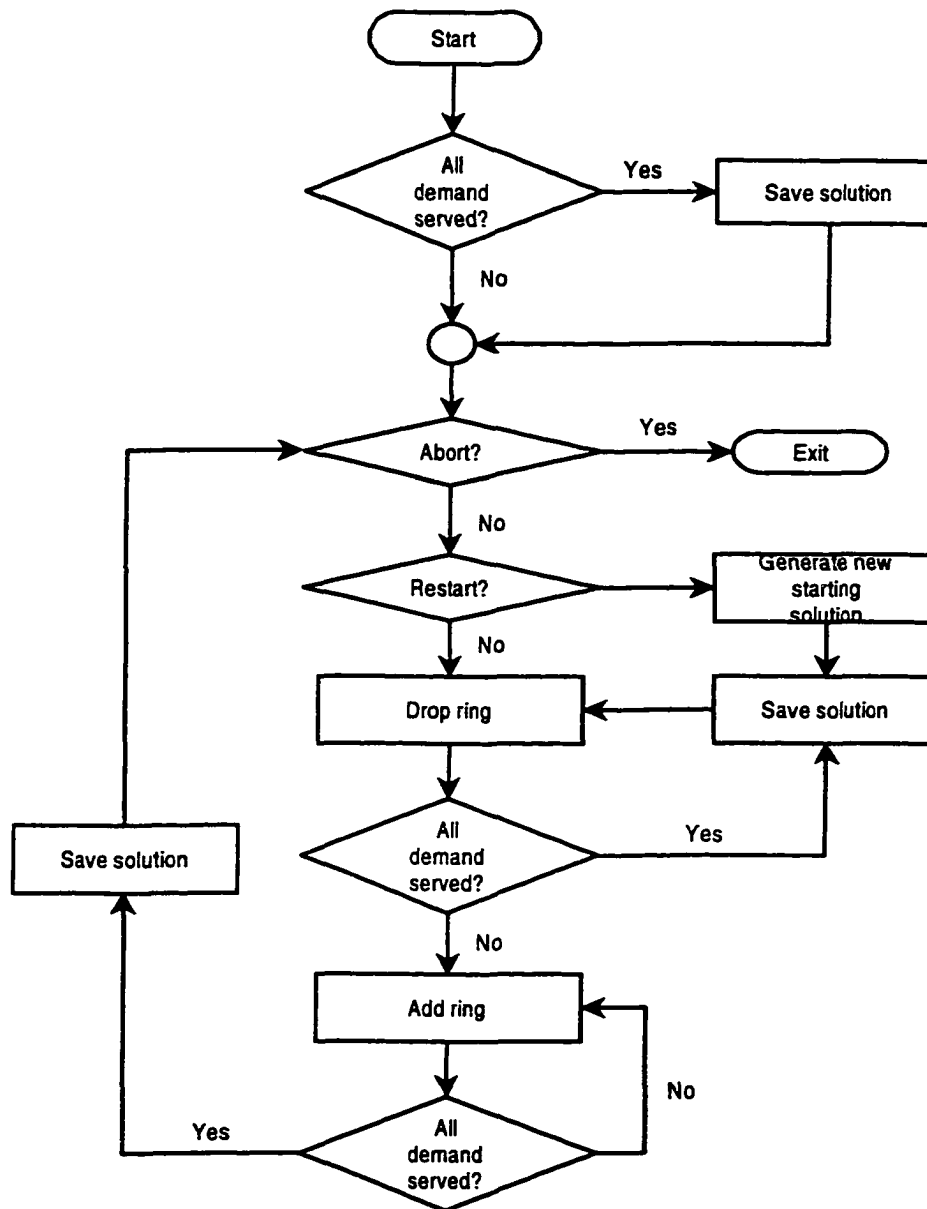 Start
All
demand
served?
Yes
Save solution
No
Abort?
Yes
Exit
No
Restart?
Generate new
starting
solution
No
Drop ring
Save solution
All
demand
served?
Yes
Save solution
No
Add ring
No
All
demand
served?
Yes